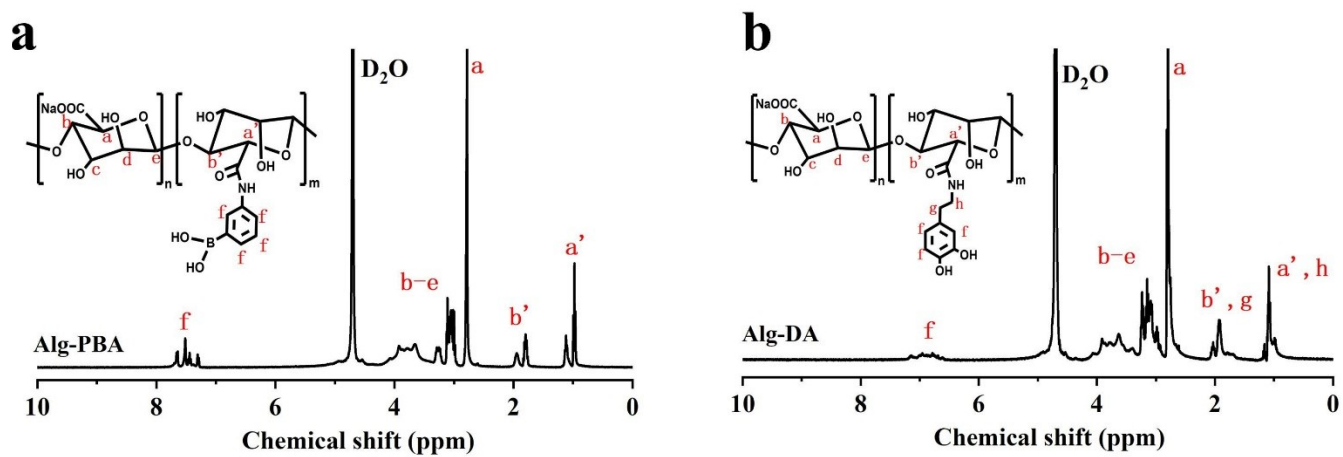 a
D₂O
a
NaOOC
HO
O
HO
OH
b
a
a'
O
O
HO
c
d
e
O
b'
OH
n
m
O
NH
f
f
f
f
HO
B
HO
b-e
a'
b'
f
Alg-PBA
10
8
6
4
2
0
Chemical shift (ppm)
b
D₂O
a
NaOOC
HO
O
HO
OH
b
a
a'
O
O
HO
c
d
e
O
b'
OH
n
m
O
NH
g
h
f
f
f
OH
OH
b-e
a', h
b', g
f
Alg-DA
10
8
6
4
2
0
Chemical shift (ppm)